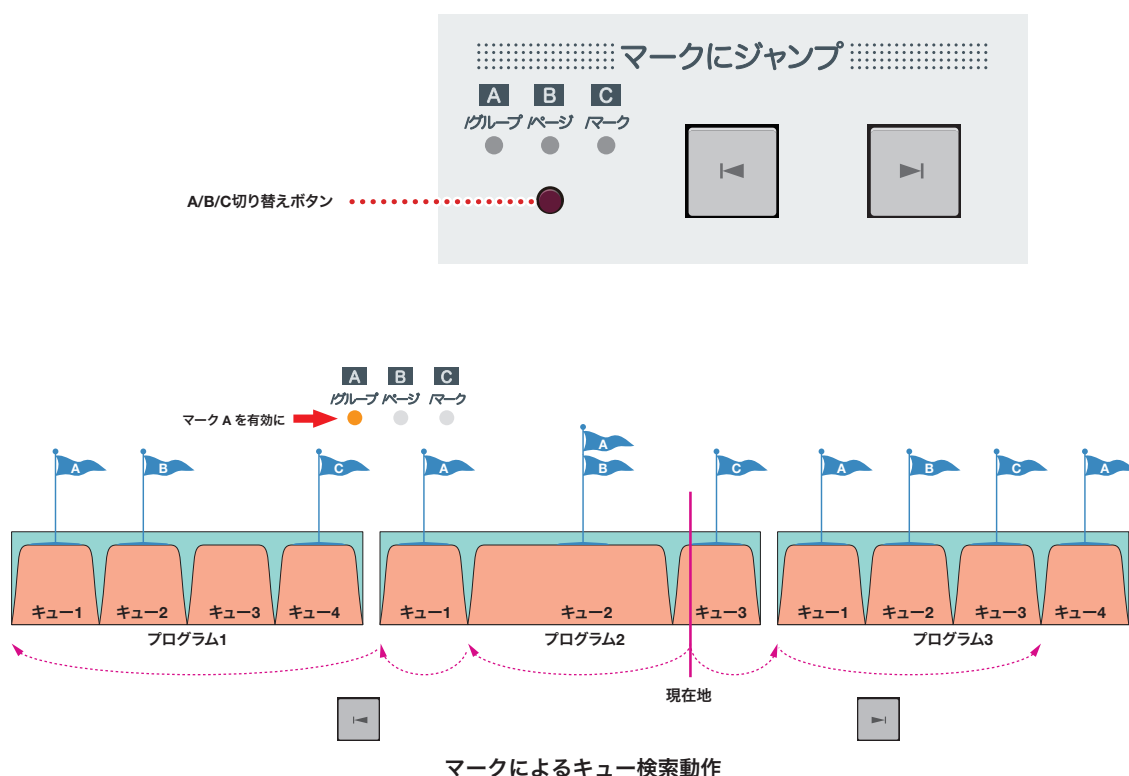 マークにジャンプ
A B C
/グループ /ページ /マーク
A/B/C切り替えボタン
A B C
/グループ /ページ /マーク
マーク A を有効に
A B C A A B C A B C A
キュー1 キュー2 キュー3 キュー4 キュー1 キュー2 キュー3 キュー1 キュー2 キュー3 キュー4
プログラム1 プログラム2 プログラム3
現在地
マークによるキュー検索動作